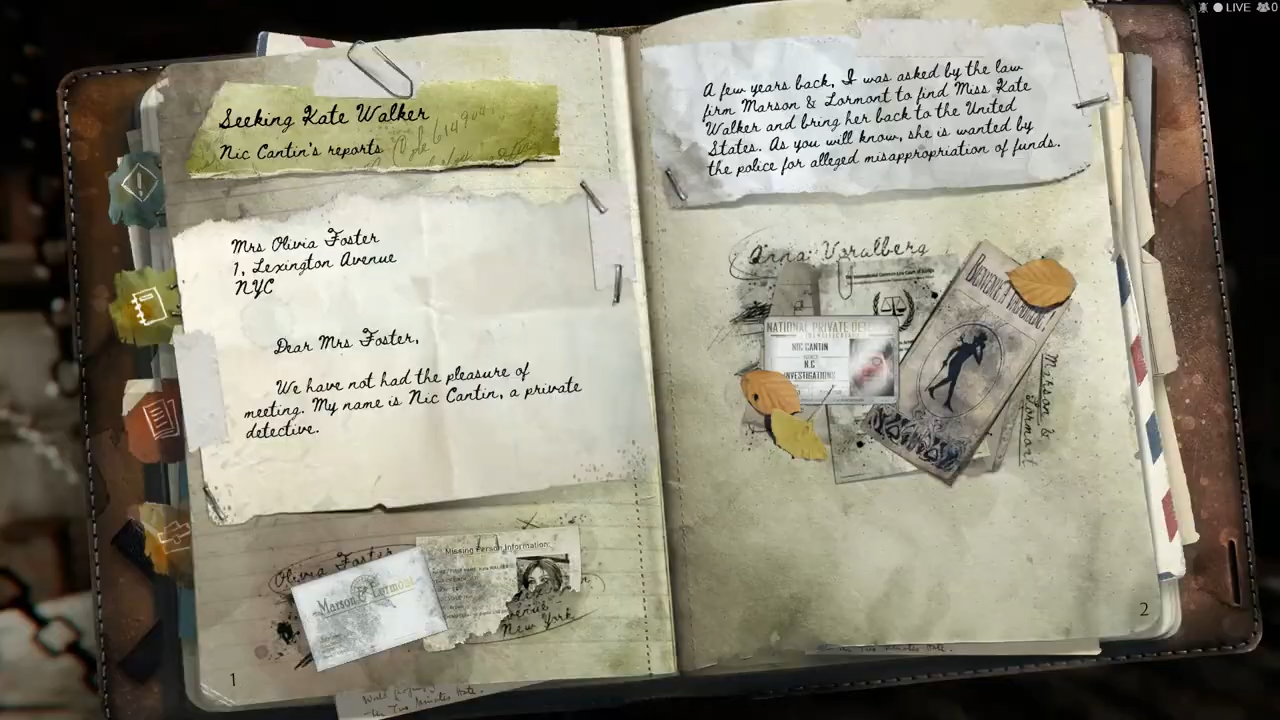 LIVE 0
Seeking Kate Walker
Nic Cantin's reports
Mrs Olivia Foster
1, Lexington Avenue
NYC
Dear Mrs Foster,
We have not had the pleasure of
meeting. My name is Nic Cantin, a private
detective.
Olivia Foster
Marson & Lormont
Missing Person Information:
New York
1
A few years back, I was asked by the law
firm Marson & Lormont to find Miss Kate
Walker and bring her back to the United
States. As you will know, she is wanted by
the police for alleged misappropriation of funds.
Anna Voralberg
NATIONAL PRIVATE
NIC CANTIN
N.C
INVESTIGATIONS
Marson &
Lormont
2